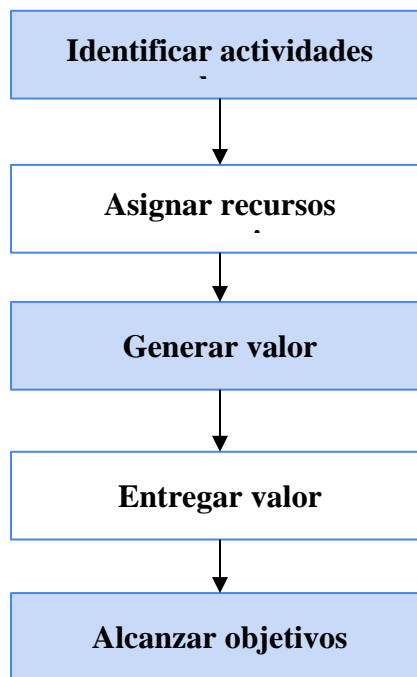 Identificar actividades
Asignar recursos
Generar valor
Entregar valor
Alcanzar objetivos